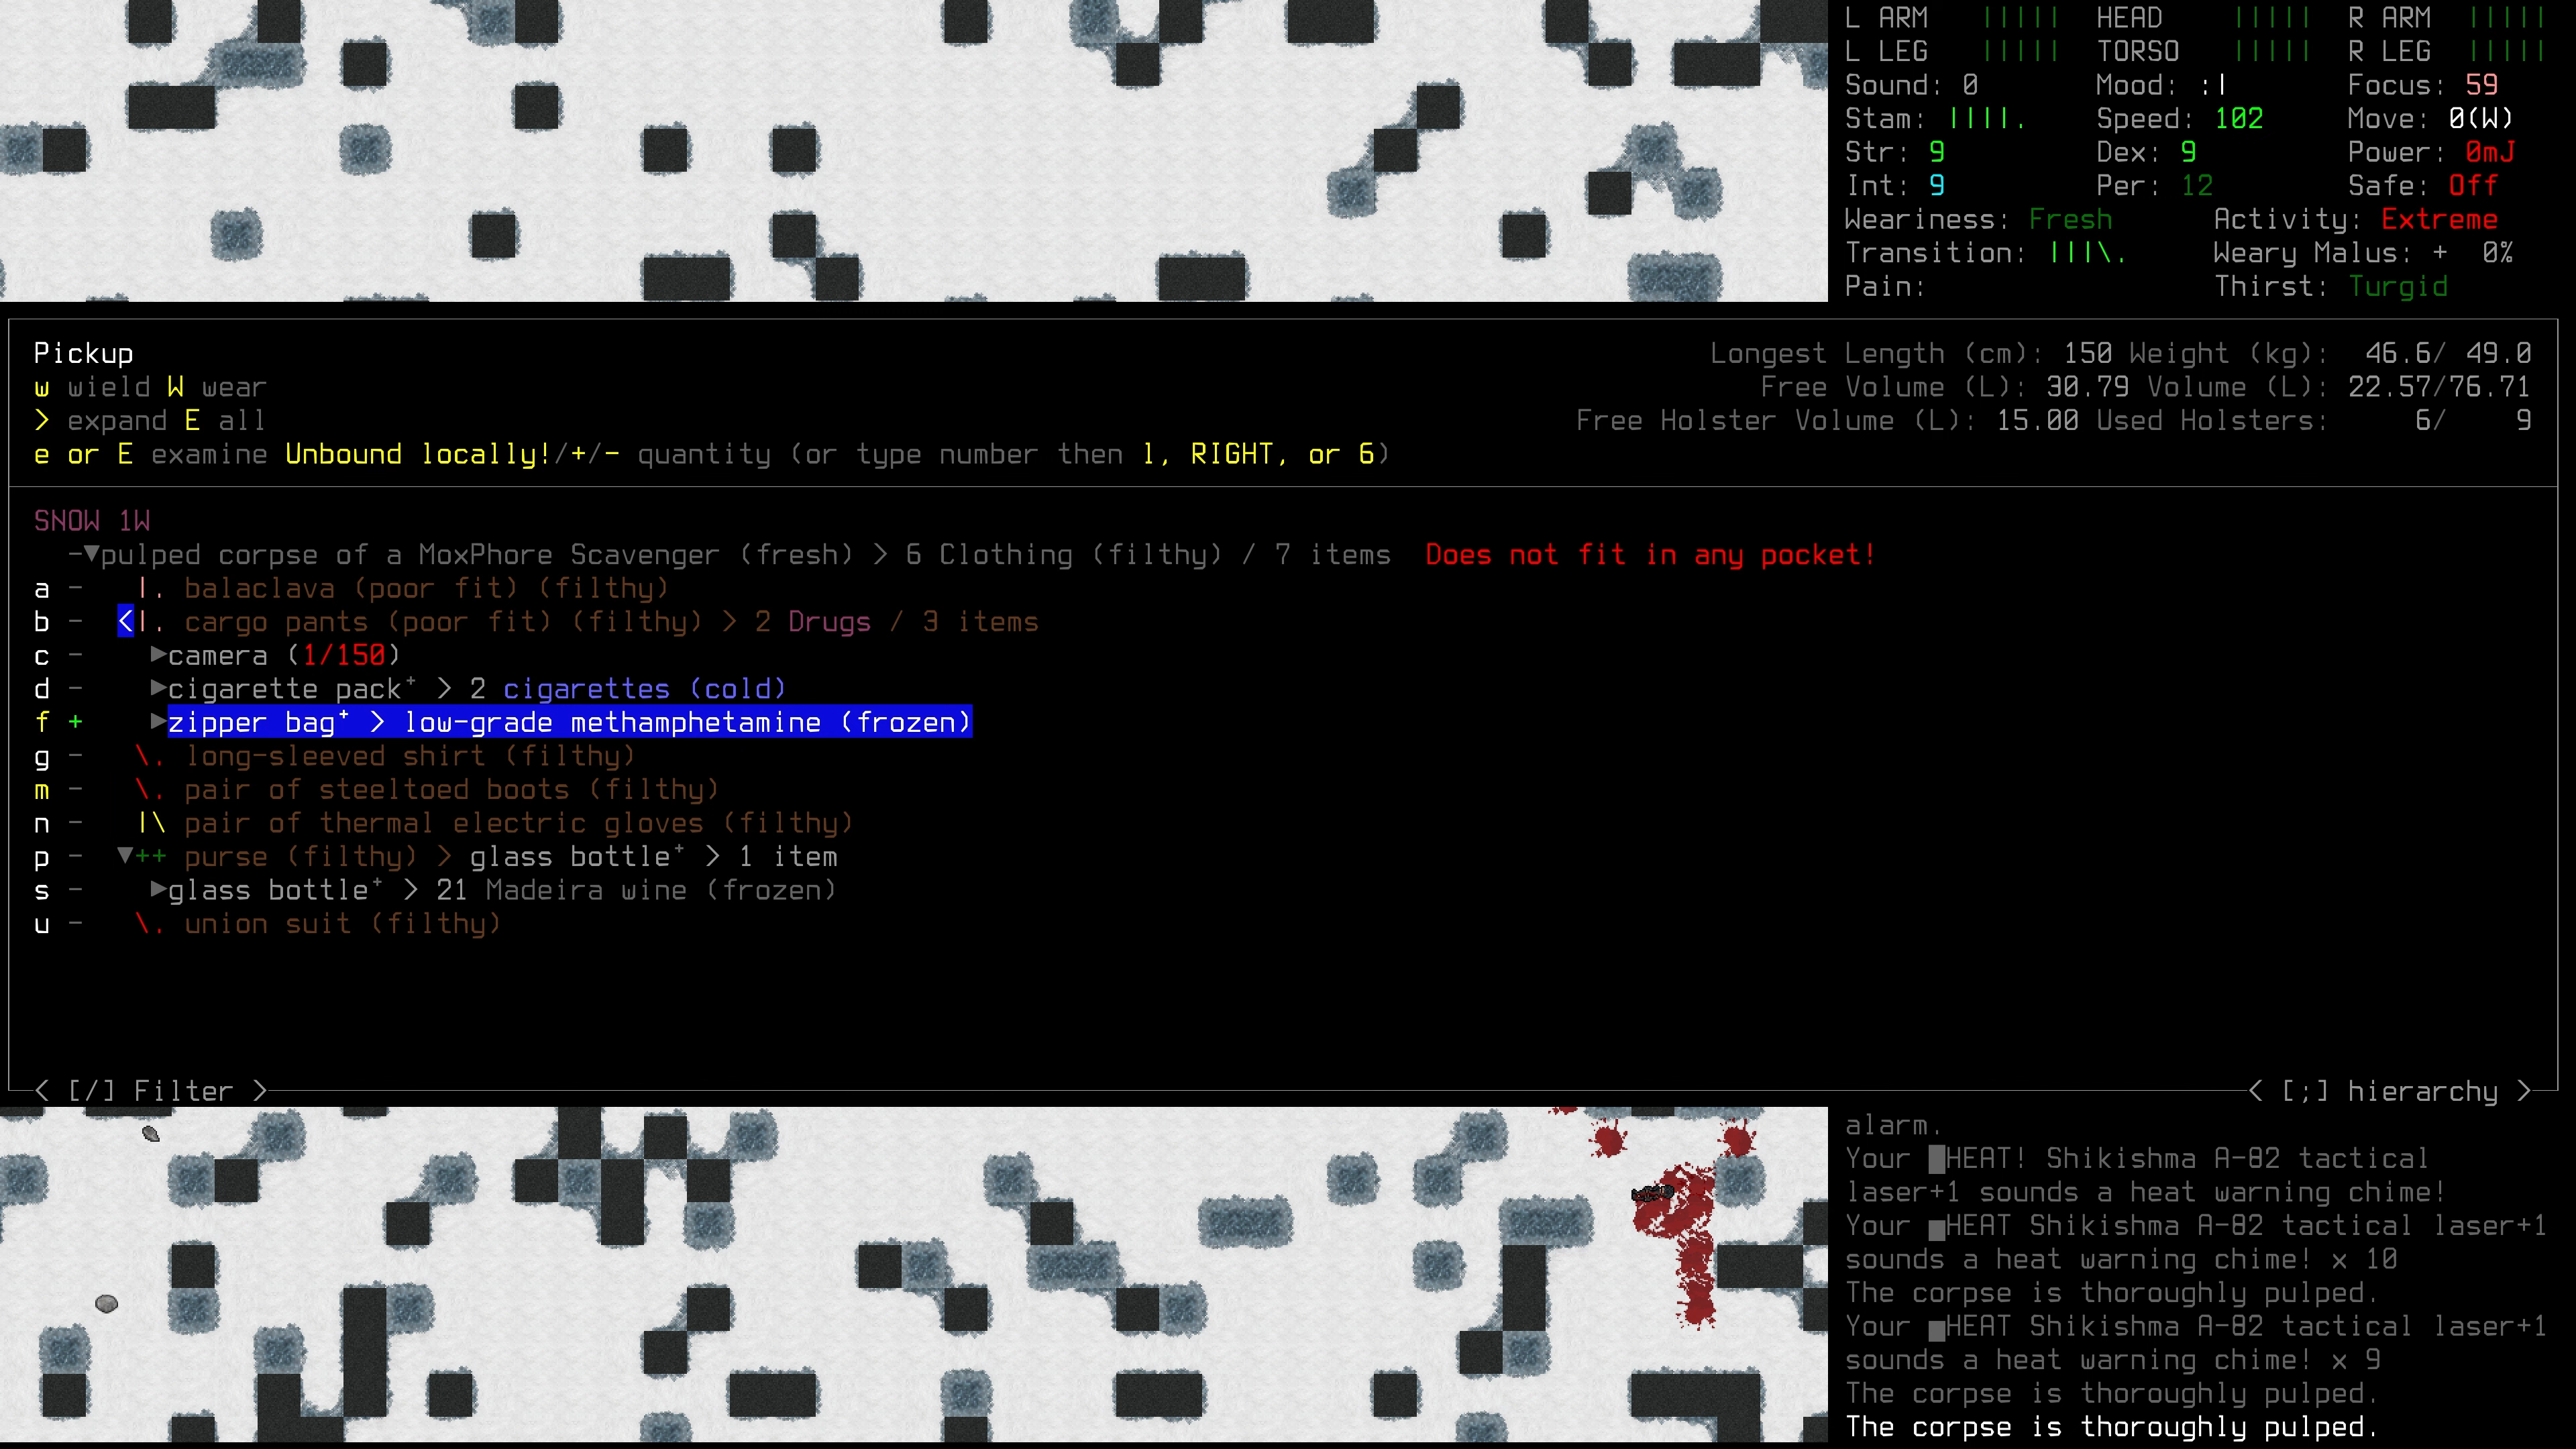 L ARM ||||| HEAD ||||| R ARM |||||
L LEG ||||| TORSO ||||| R LEG |||||
Sound: 0 Mood: :| Focus: 59
Stam: ||||. Speed: 102 Move: 0(W)
Str: 9 Dex: 9 Power: 0mJ
Int: 9 Per: 12 Safe: Off
Weariness: Fresh Activity: Extreme
Transition: |||\. Weary Malus: + 0%
Pain: Thirst: Turgid
Pickup Longest Length (cm): 150 Weight (kg): 46.6/ 49.0
w wield W wear Free Volume (L): 30.79 Volume (L): 22.57/76.71
> expand E all Free Holster Volume (L): 15.00 Used Holsters: 6/ 9
e or E examine Unbound locally!/+/- quantity (or type number then l, RIGHT, or 6)
SNOW 1W
-▼pulped corpse of a MoxPhore Scavenger (fresh) > 6 Clothing (filthy) / 7 items Does not fit in any pocket!
a - |. balaclava (poor fit) (filthy)
b - <|. cargo pants (poor fit) (filthy) > 2 Drugs / 3 items
c - ▶camera (1/150)
d - ▶cigarette pack⁺ > 2 cigarettes (cold)
f + ▶zipper bag⁺ > low-grade methamphetamine (frozen)
g - \. long-sleeved shirt (filthy)
m - \. pair of steeltoed boots (filthy)
n - |\ pair of thermal electric gloves (filthy)
p - ▼++ purse (filthy) > glass bottle⁺ > 1 item
s - ▶glass bottle⁺ > 21 Madeira wine (frozen)
u - \. union suit (filthy)
< [/] Filter > < [;] hierarchy >
alarm.
Your █HEAT! Shikishma A-82 tactical
laser+1 sounds a heat warning chime!
Your ▆HEAT Shikishma A-82 tactical laser+1
sounds a heat warning chime! x 10
The corpse is thoroughly pulped.
Your ▆HEAT Shikishma A-82 tactical laser+1
sounds a heat warning chime! x 9
The corpse is thoroughly pulped.
The corpse is thoroughly pulped.